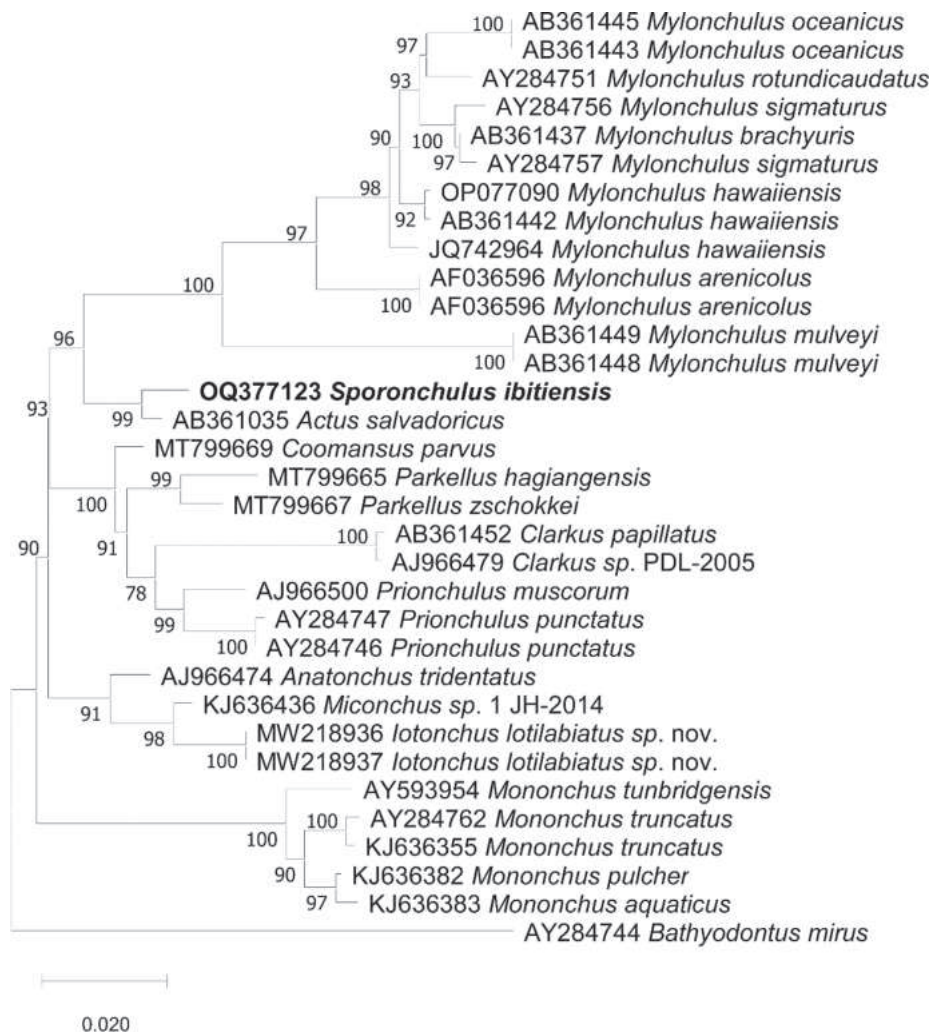 100 AB361445 Mylonchulus oceanicus
97 AB361443 Mylonchulus oceanicus
93 AY284751 Mylonchulus rotundicaudatus
AY284756 Mylonchulus sigmaturus
90 100 AB361437 Mylonchulus brachyuris
97 AY284757 Mylonchulus sigmaturus
98 OP077090 Mylonchulus hawaiiensis
92 AB361442 Mylonchulus hawaiiensis
97 JQ742964 Mylonchulus hawaiiensis
100 AF036596 Mylonchulus arenicolus
100 AF036596 Mylonchulus arenicolus
96 AB361449 Mylonchulus mulveyi
100 AB361448 Mylonchulus mulveyi
93 OQ377123 Sporonchulus ibitiensis
99 AB361035 Actus salvadoricus
MT799669 Coomansus parvus
100 99 MT799665 Parkellus hagiangensis
MT799667 Parkellus zschokkei
90 91 100 AB361452 Clarkus papillatus
AJ966479 Clarkus sp. PDL-2005
78 AJ966500 Prionchulus muscorum
99 AY284747 Prionchulus punctatus
100 AY284746 Prionchulus punctatus
AJ966474 Anatonchus tridentatus
91 KJ636436 Miconchus sp. 1 JH-2014
98 MW218936 Iotonchus lotilabiatus sp. nov.
100 MW218937 Iotonchus lotilabiatus sp. nov.
AY593954 Mononchus tunbridgensis
100 100 AY284762 Mononchus truncatus
KJ636355 Mononchus truncatus
90 KJ636382 Mononchus pulcher
97 KJ636383 Mononchus aquaticus
AY284744 Bathyodontus mirus
0.020